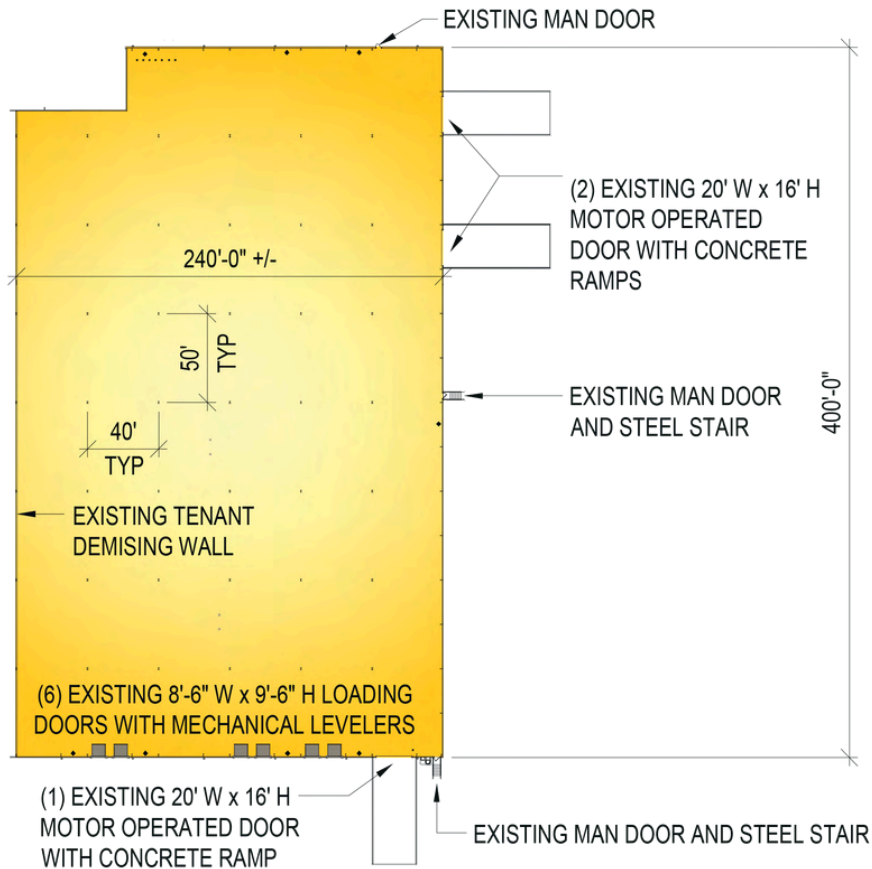 EXISTING MAN DOOR
(2) EXISTING 20' W x 16' H
MOTOR OPERATED
DOOR WITH CONCRETE
RAMPS
240'-0" +/-
50'
TYP
400'-0"
EXISTING MAN DOOR
AND STEEL STAIR
40'
TYP
EXISTING TENANT
DEMISING WALL
(6) EXISTING 8'-6" W x 9'-6" H LOADING
DOORS WITH MECHANICAL LEVELERS
(1) EXISTING 20' W x 16' H
MOTOR OPERATED DOOR
WITH CONCRETE RAMP
EXISTING MAN DOOR AND STEEL STAIR